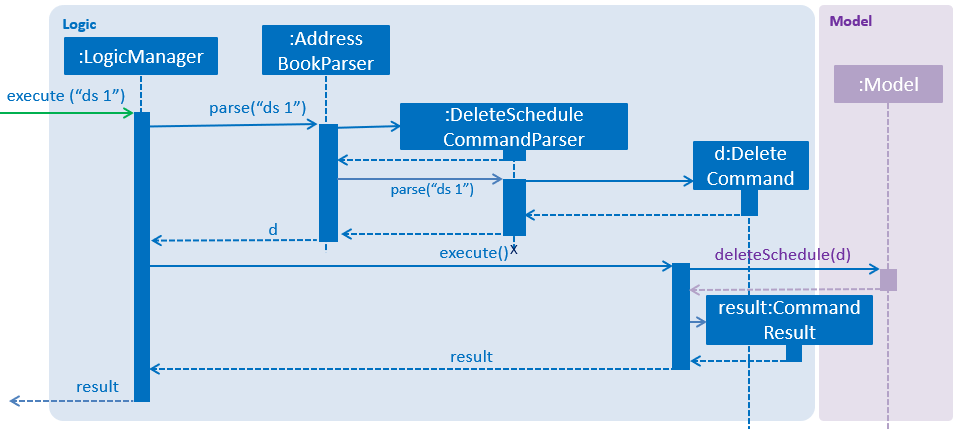 Logic
Model
:LogicManager
:Address
BookParser
:Model
execute (“ds 1”)
parse(“ds 1”)
:DeleteSchedule
CommandParser
d:Delete
Command
parse(“ds 1”)
d
execute()
X
deleteSchedule(d)
result:Command
Result
result
result